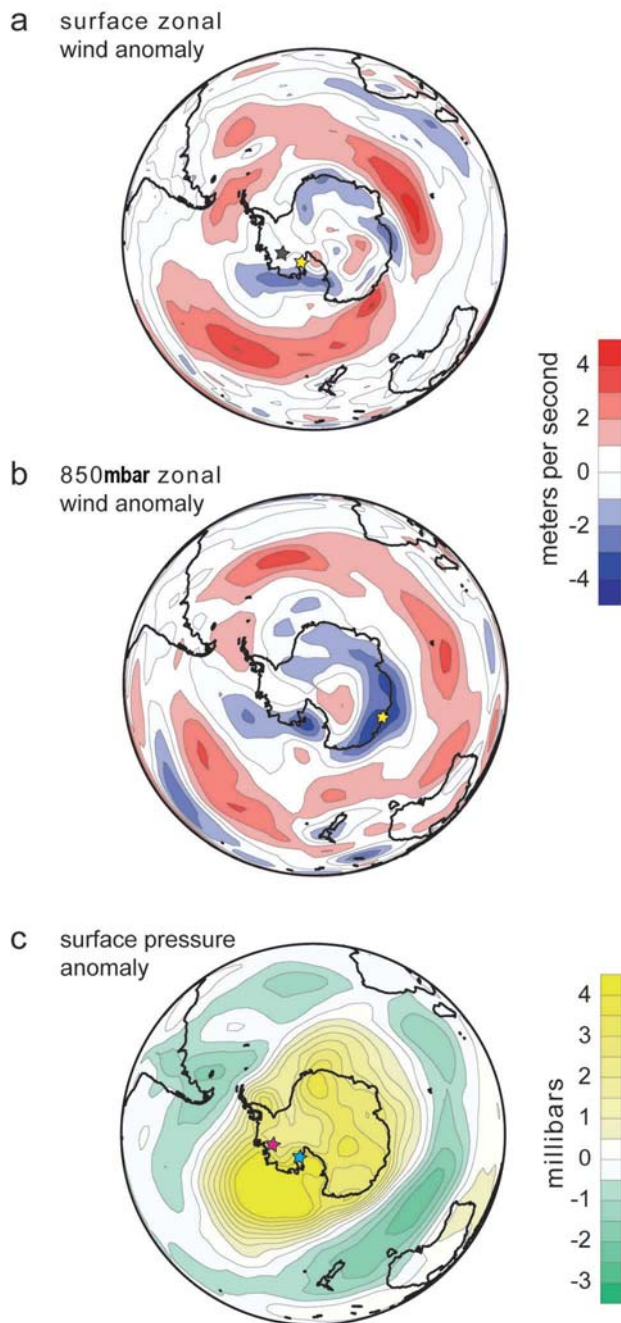 a surface zonal
wind anomaly
4
2
0
-2
-4
meters per second
b 850mbar zonal
wind anomaly
c surface pressure
anomaly
4
3
2
1
0
-1
-2
-3
millibars